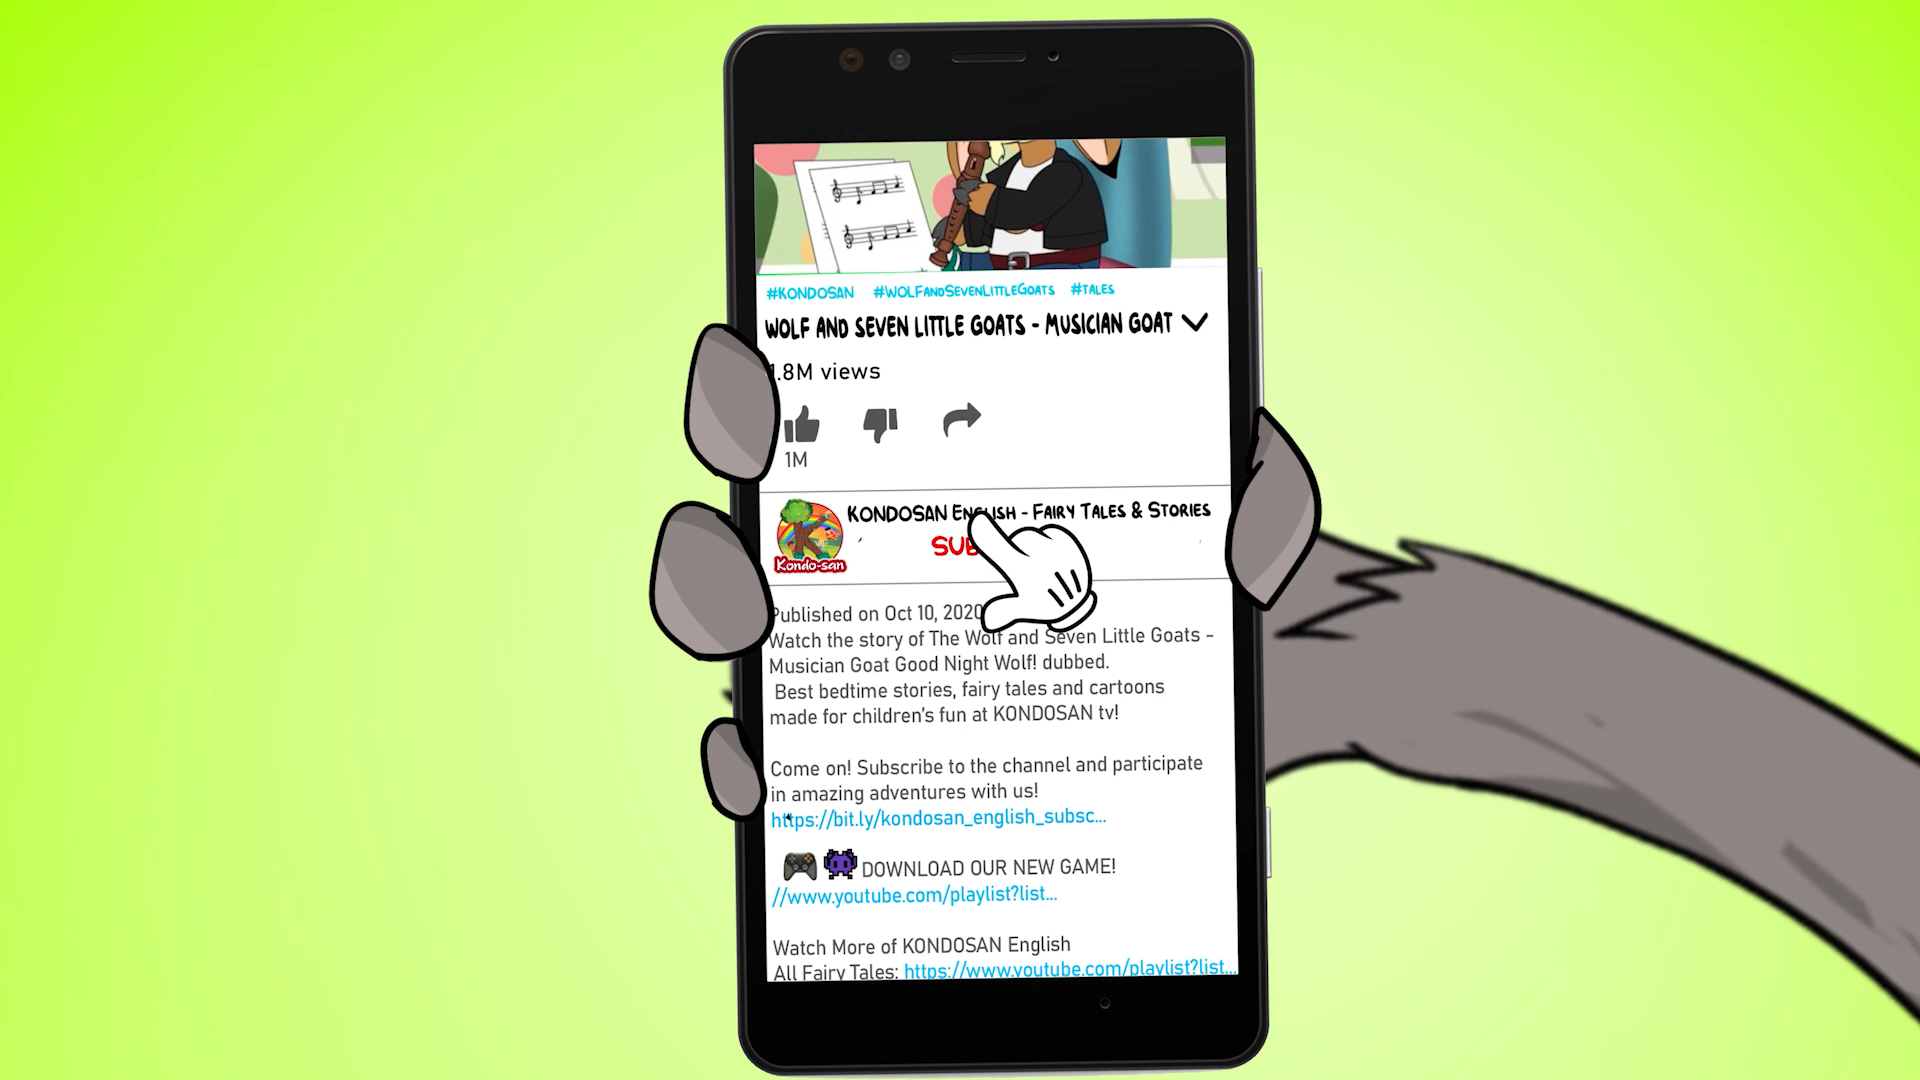 #KONDOSAN #WOLFANDSEVENLITTLEGOATS #TALES
WOLF AND SEVEN LITTLE GOATS - MUSICIAN GOAT
.8M views
1M
KONDOSAN ENGLISH - FAIRY TALES & STORIES
SUB
Kondo-san
Published on Oct 10, 2020
Watch the story of The Wolf and Seven Little Goats -
Musician Goat Good Night Wolf! dubbed.
Best bedtime stories, fairy tales and cartoons
made for children's fun at KONDOSAN tv!
Come on! Subscribe to the channel and participate
in amazing adventures with us!
https://bit.ly/kondosan_english_subsc...
DOWNLOAD OUR NEW GAME!
//www.youtube.com/playlist?list...
Watch More of KONDOSAN English
All Fairy Tales: https://www.youtube.com/playlist?list...